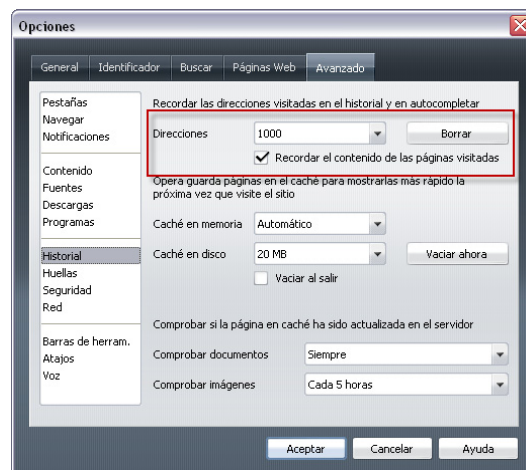 Opciones
General Identificador Buscar Páginas Web Avanzado
Pestañas
Navegar
Notificaciones
Contenido
Fuentes
Descargas
Programas
Historial
Huellas
Seguridad
Red
Barras de herram.
Atajos
Voz
Recordar las direcciones visitadas en el historial y en autocompletar
Direcciones 1000 Borrar
Recordar el contenido de las páginas visitadas
Opera guarda páginas en el caché para mostrarlas más rápido la
próxima vez que visite el sitio
Caché en memoria Automático
Caché en disco 20 MB Vaciar ahora
Vaciar al salir
Comprobar si la página en caché ha sido actualizada en el servidor
Comprobar documentos Siempre
Comprobar imágenes Cada 5 horas
Aceptar Cancelar Ayuda